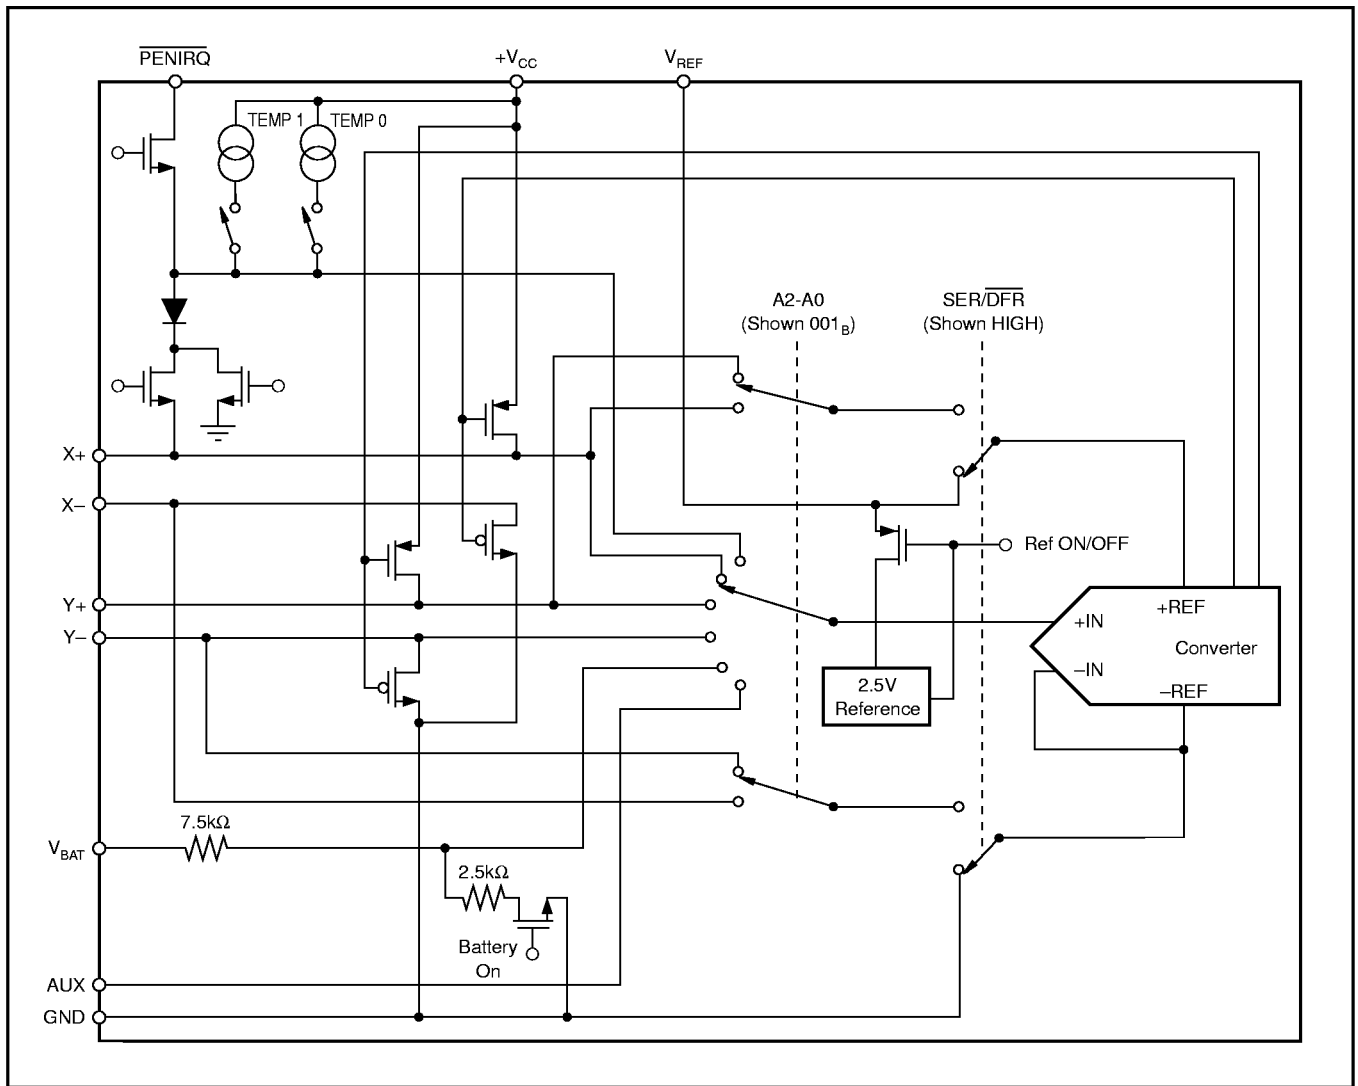 PENIRQ
+VCC
VREF
TEMP 1
TEMP 0
A2-A0
(Shown 001B)
SER/DFR
(Shown HIGH)
X+
X–
Ref ON/OFF
Y+
Y–
+REF
+IN
Converter
–IN
–REF
2.5V
Reference
7.5kΩ
VBAT
2.5kΩ
Battery
On
AUX
GND